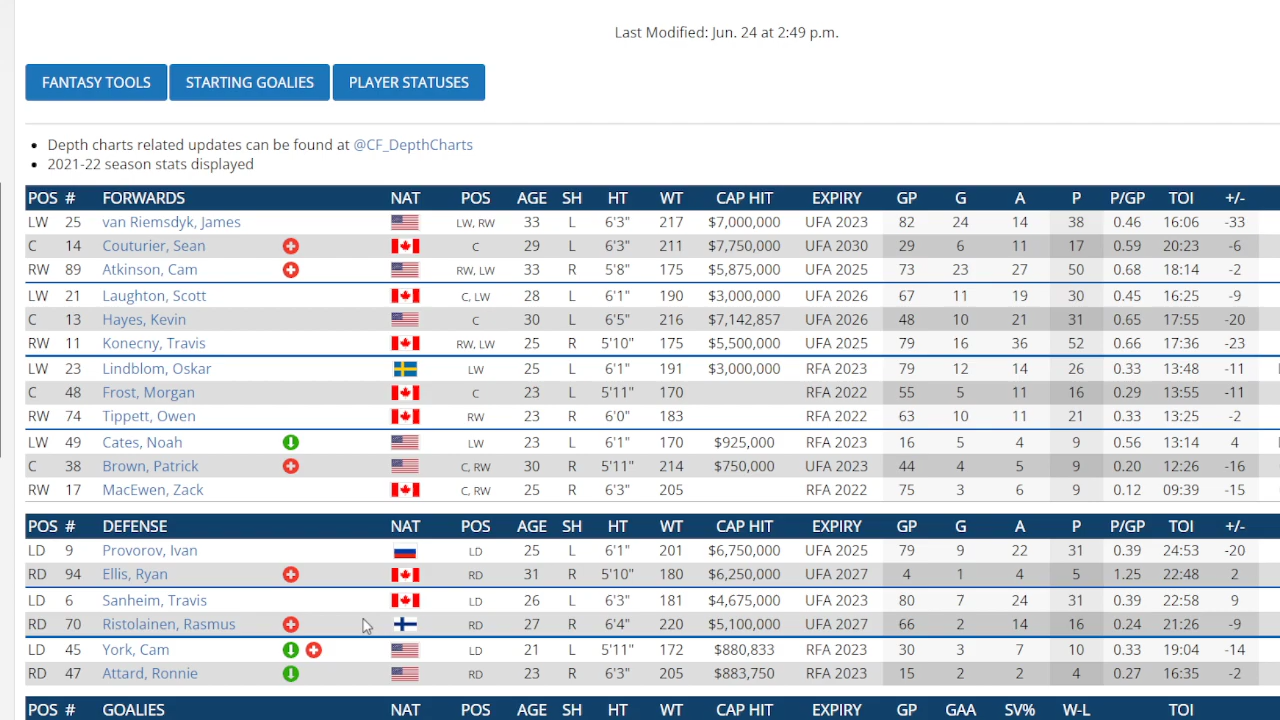 Last Modified: Jun. 24 at 2:49 p.m.
FANTASY TOOLS STARTING GOALIES PLAYER STATUSES
• Depth charts related updates can be found at @CF_DepthCharts
• 2021-22 season stats displayed
POS # FORWARDS NAT POS AGE SH HT WT CAP HIT EXPIRY GP G A P P/GP TOI +/-
LW 25 van Riemsdyk, James LW, RW 33 L 6'3" 217 $7,000,000 UFA 2023 82 24 14 38 0.46 16:06 -33
C 14 Couturier, Sean C 29 L 6'3" 211 $7,750,000 UFA 2030 29 6 11 17 0.59 20:23 -6
RW 89 Atkinson, Cam RW, LW 33 R 5'8" 175 $5,875,000 UFA 2025 73 23 27 50 0.68 18:14 -2
LW 21 Laughton, Scott C, LW 28 L 6'1" 190 $3,000,000 UFA 2026 67 11 19 30 0.45 16:25 -9
C 13 Hayes, Kevin C 30 L 6'5" 216 $7,142,857 UFA 2026 48 10 21 31 0.65 17:55 -20
RW 11 Konecny, Travis RW, LW 25 R 5'10" 175 $5,500,000 UFA 2025 79 16 36 52 0.66 17:36 -23
LW 23 Lindblom, Oskar LW 25 L 6'1" 191 $3,000,000 RFA 2023 79 12 14 26 0.33 13:48 -11
C 48 Frost, Morgan C 23 L 5'11" 170 RFA 2022 55 5 11 16 0.29 13:55 -11
RW 74 Tippett, Owen RW 23 R 6'0" 183 RFA 2022 63 10 11 21 0.33 13:25 -2
LW 49 Cates, Noah LW 23 L 6'1" 170 $925,000 RFA 2023 16 5 4 9 0.56 13:14 4
C 38 Brown, Patrick C, RW 30 R 5'11" 214 $750,000 UFA 2023 44 4 5 9 0.20 12:26 -16
RW 17 MacEwen, Zack C, RW 25 R 6'3" 205 RFA 2022 75 3 6 9 0.12 09:39 -15
POS # DEFENSE NAT POS AGE SH HT WT CAP HIT EXPIRY GP G A P P/GP TOI +/-
LD 9 Provorov, Ivan LD 25 L 6'1" 201 $6,750,000 UFA 2025 79 9 22 31 0.39 24:53 -20
RD 94 Ellis, Ryan RD 31 R 5'10" 180 $6,250,000 UFA 2027 4 1 4 5 1.25 22:48 2
LD 6 Sanheim, Travis LD 26 L 6'3" 181 $4,675,000 UFA 2023 80 7 24 31 0.39 22:58 9
RD 70 Ristolainen, Rasmus RD 27 R 6'4" 220 $5,100,000 UFA 2027 66 2 14 16 0.24 21:26 -9
LD 45 York, Cam LD 21 L 5'11" 172 $880,833 RFA 2023 30 3 7 10 0.33 19:04 -14
RD 47 Attard, Ronnie RD 23 R 6'3" 205 $883,750 RFA 2023 15 2 2 4 0.27 16:35 -2
POS # GOALIES NAT POS AGE SH HT WT CAP HIT EXPIRY GP GAA SV% W-L TOI